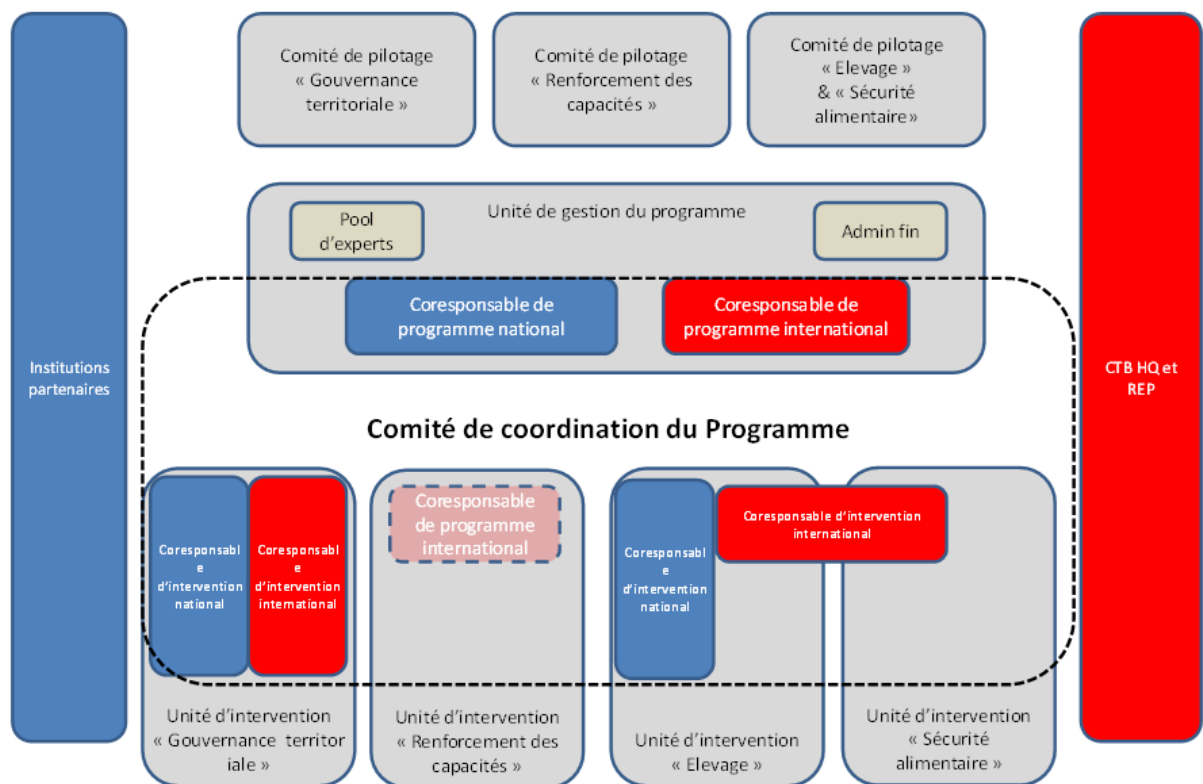 Comité de pilotage
« Gouvernance
territoriale »
Comité de pilotage
« Renforcement des
capacités »
Comité de pilotage
« Elevage »
& « Sécurité
alimentaire»
Unité de gestion du programme
Pool
d'experts
Admin fin
Coresponsable de
programme national
Coresponsable de
programme international
Institutions
partenaires
CTB HQ et
REP
Comité de coordination du Programme
Coresponsabl
e
d'intervention
national
Coresponsabl
e
d'intervention
international
Coresponsable
de programme
international
Coresponsabl
e
d'intervention
national
Coresponsable d'intervention
international
Unité d'intervention
« Gouvernance territor
iale »
Unité d'intervention
« Renforcement des
capacités »
Unité d'intervention
« Elevage »
Unité d'intervention
« Sécurité
alimentaire »